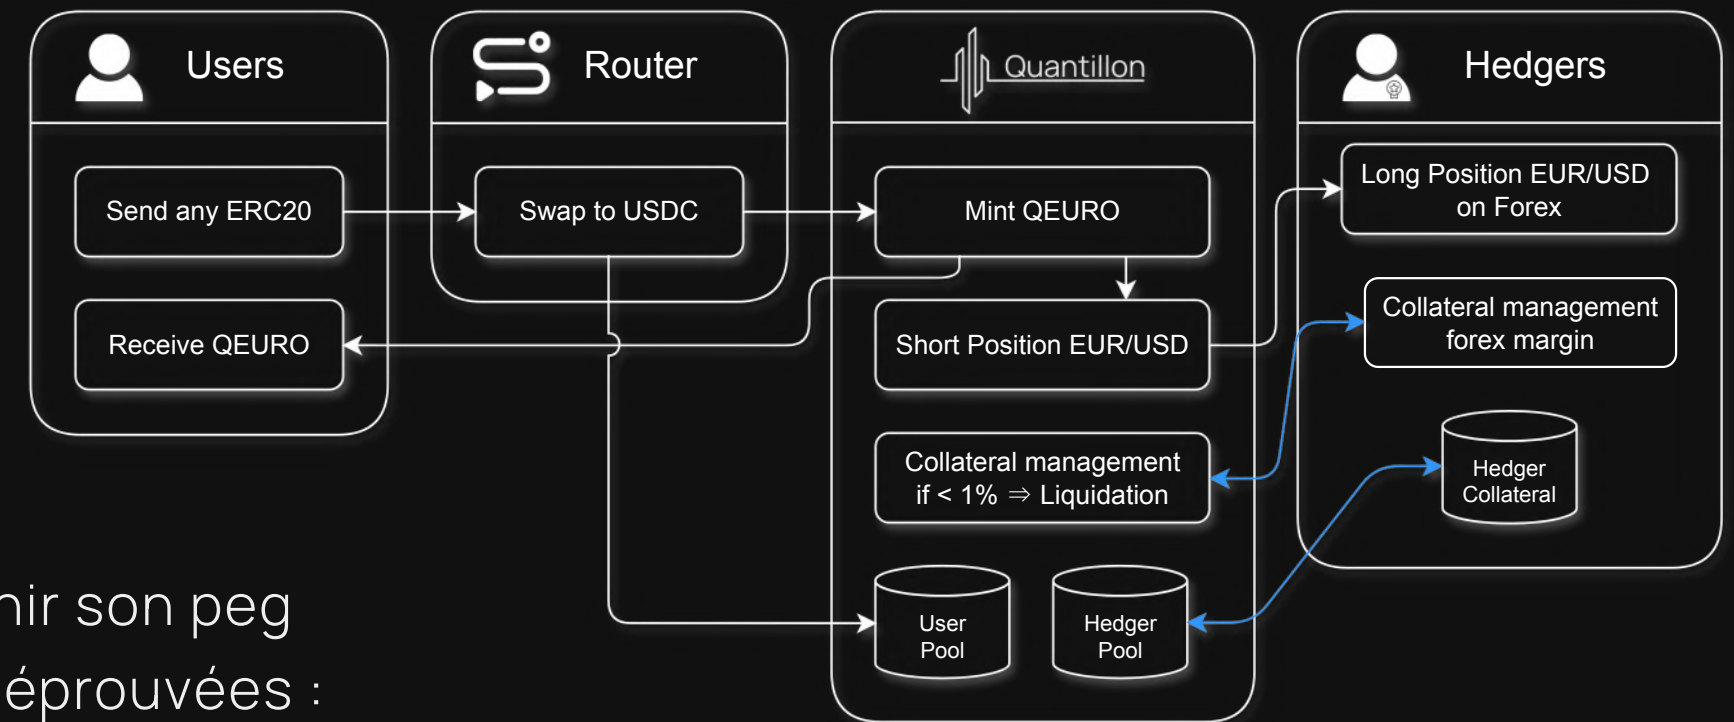 Users
Send any ERC20
Receive QEURO
Router
Swap to USDC
Quantillon
Mint QEURO
Short Position EUR/USD
Collateral management
if < 1% ⇒ Liquidation
User
Pool
Hedger
Pool
Hedgers
Long Position EUR/USD
on Forex
Collateral management
forex margin
Hedger
Collateral
nir son peg
éprouvées :